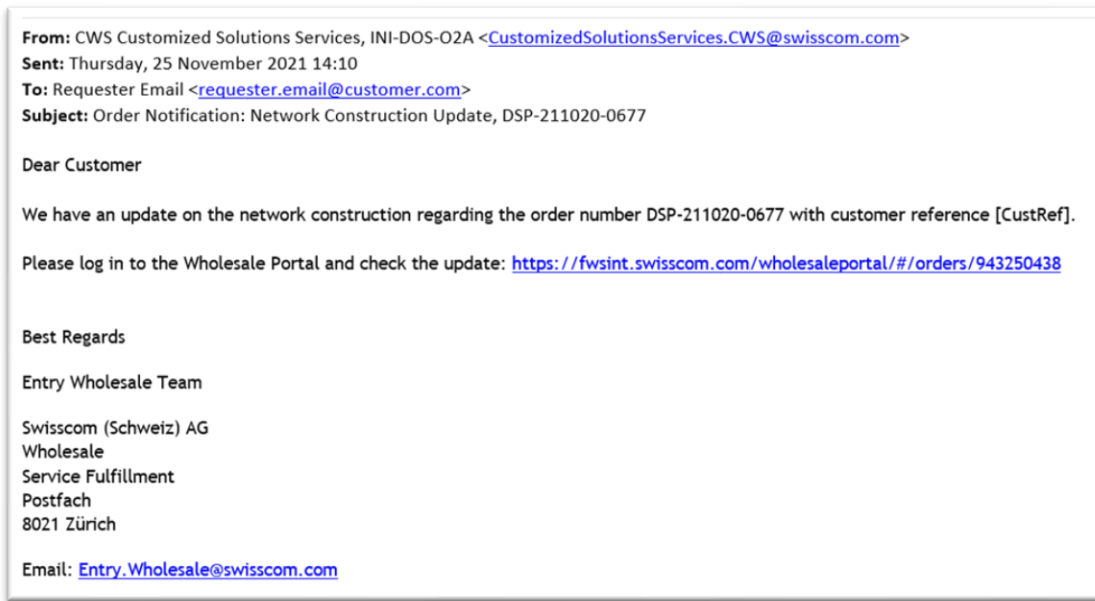 From: CWS Customized Solutions Services, INI-DOS-O2A <CustomizedSolutionsServices.CWS@swisscom.com>
Sent: Thursday, 25 November 2021 14:10
To: Requester Email <requester.email@customer.com>
Subject: Order Notification: Network Construction Update, DSP-211020-0677
Dear Customer
We have an update on the network construction regarding the order number DSP-211020-0677 with customer reference [CustRef].
Please log in to the Wholesale Portal and check the update: https://fwsint.swisscom.com/wholesaleportal/#/orders/943250438
Best Regards
Entry Wholesale Team
Swisscom (Schweiz) AG
Wholesale
Service Fulfillment
Postfach
8021 Zürich
Email: Entry.Wholesale@swisscom.com